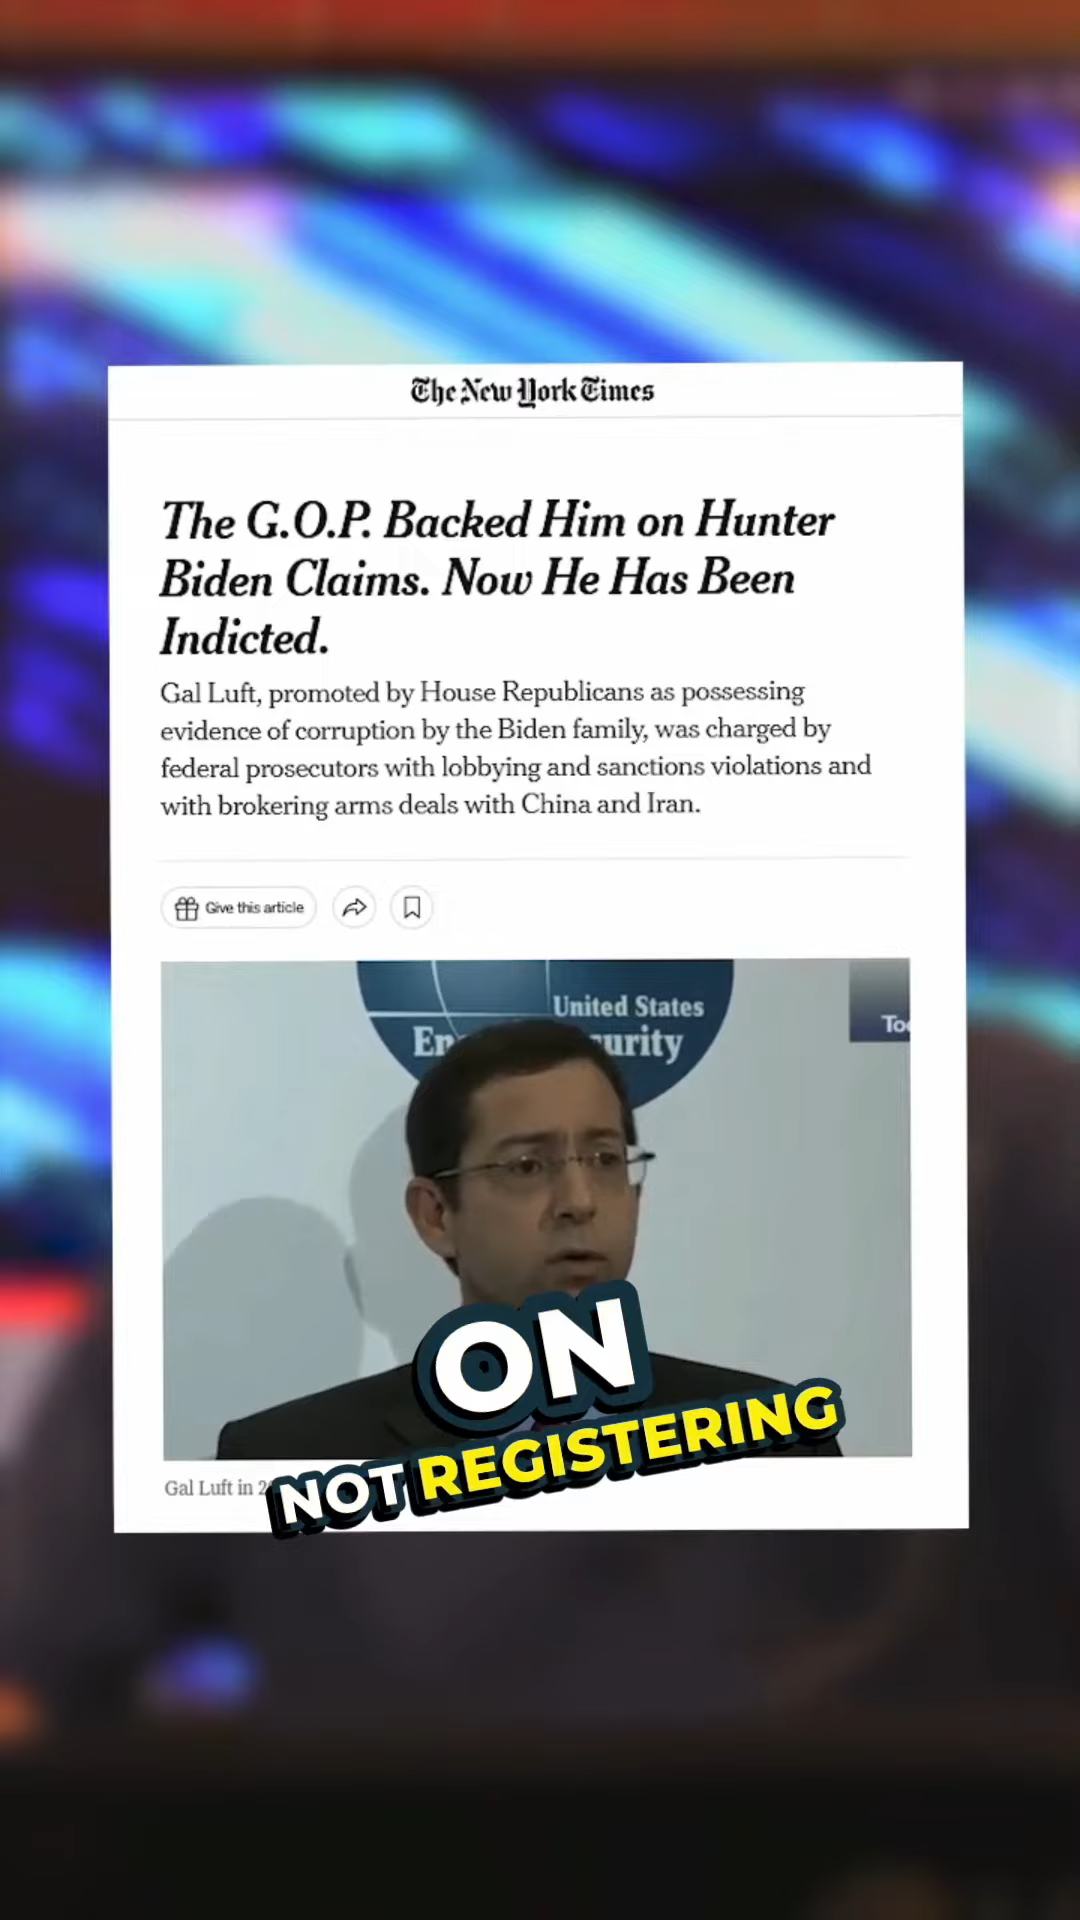 The New York Times
The G.O.P. Backed Him on Hunter
Biden Claims. Now He Has Been
Indicted.
Gal Luft, promoted by House Republicans as possessing
evidence of corruption by the Biden family, was charged by
federal prosecutors with lobbying and sanctions violations and
with brokering arms deals with China and Iran.
Give this article
United States
urity
ON
NOT REGISTERING
Gal Luft in